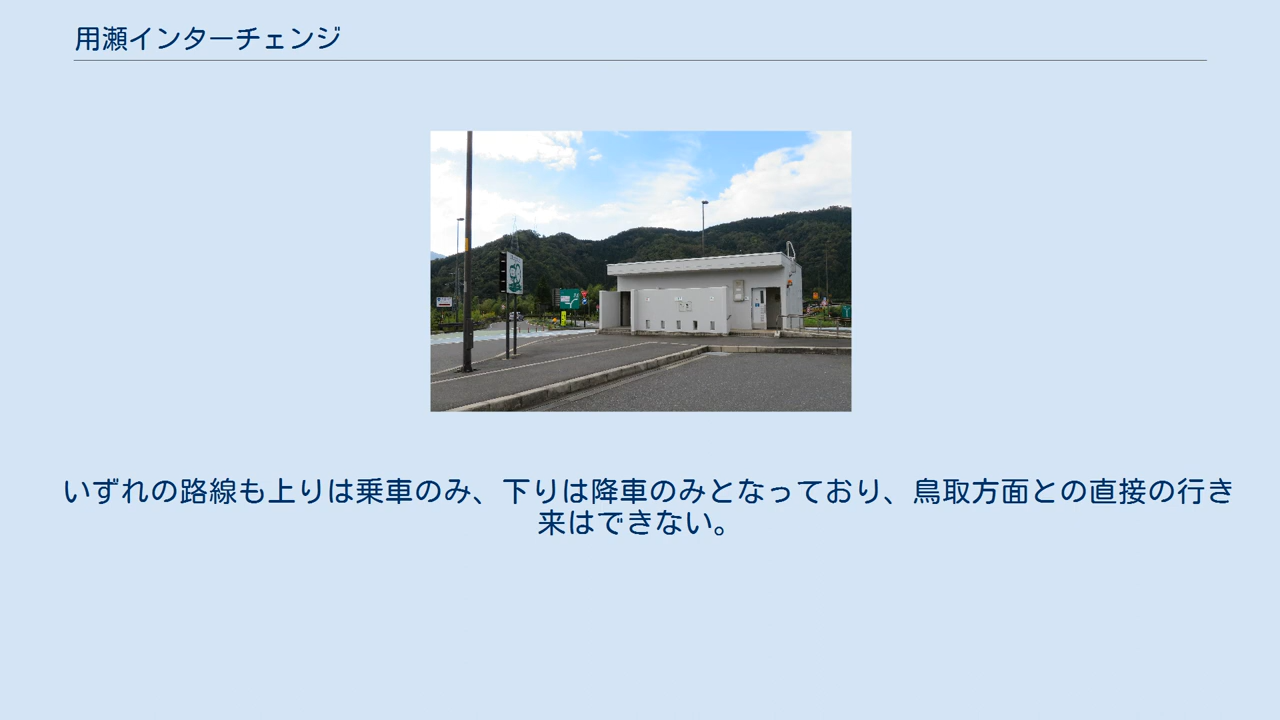 用瀬インターチェンジ
いずれの路線も上りは乗車のみ、下りは降車のみとなっており、鳥取方面との直接の行き
来はできない。